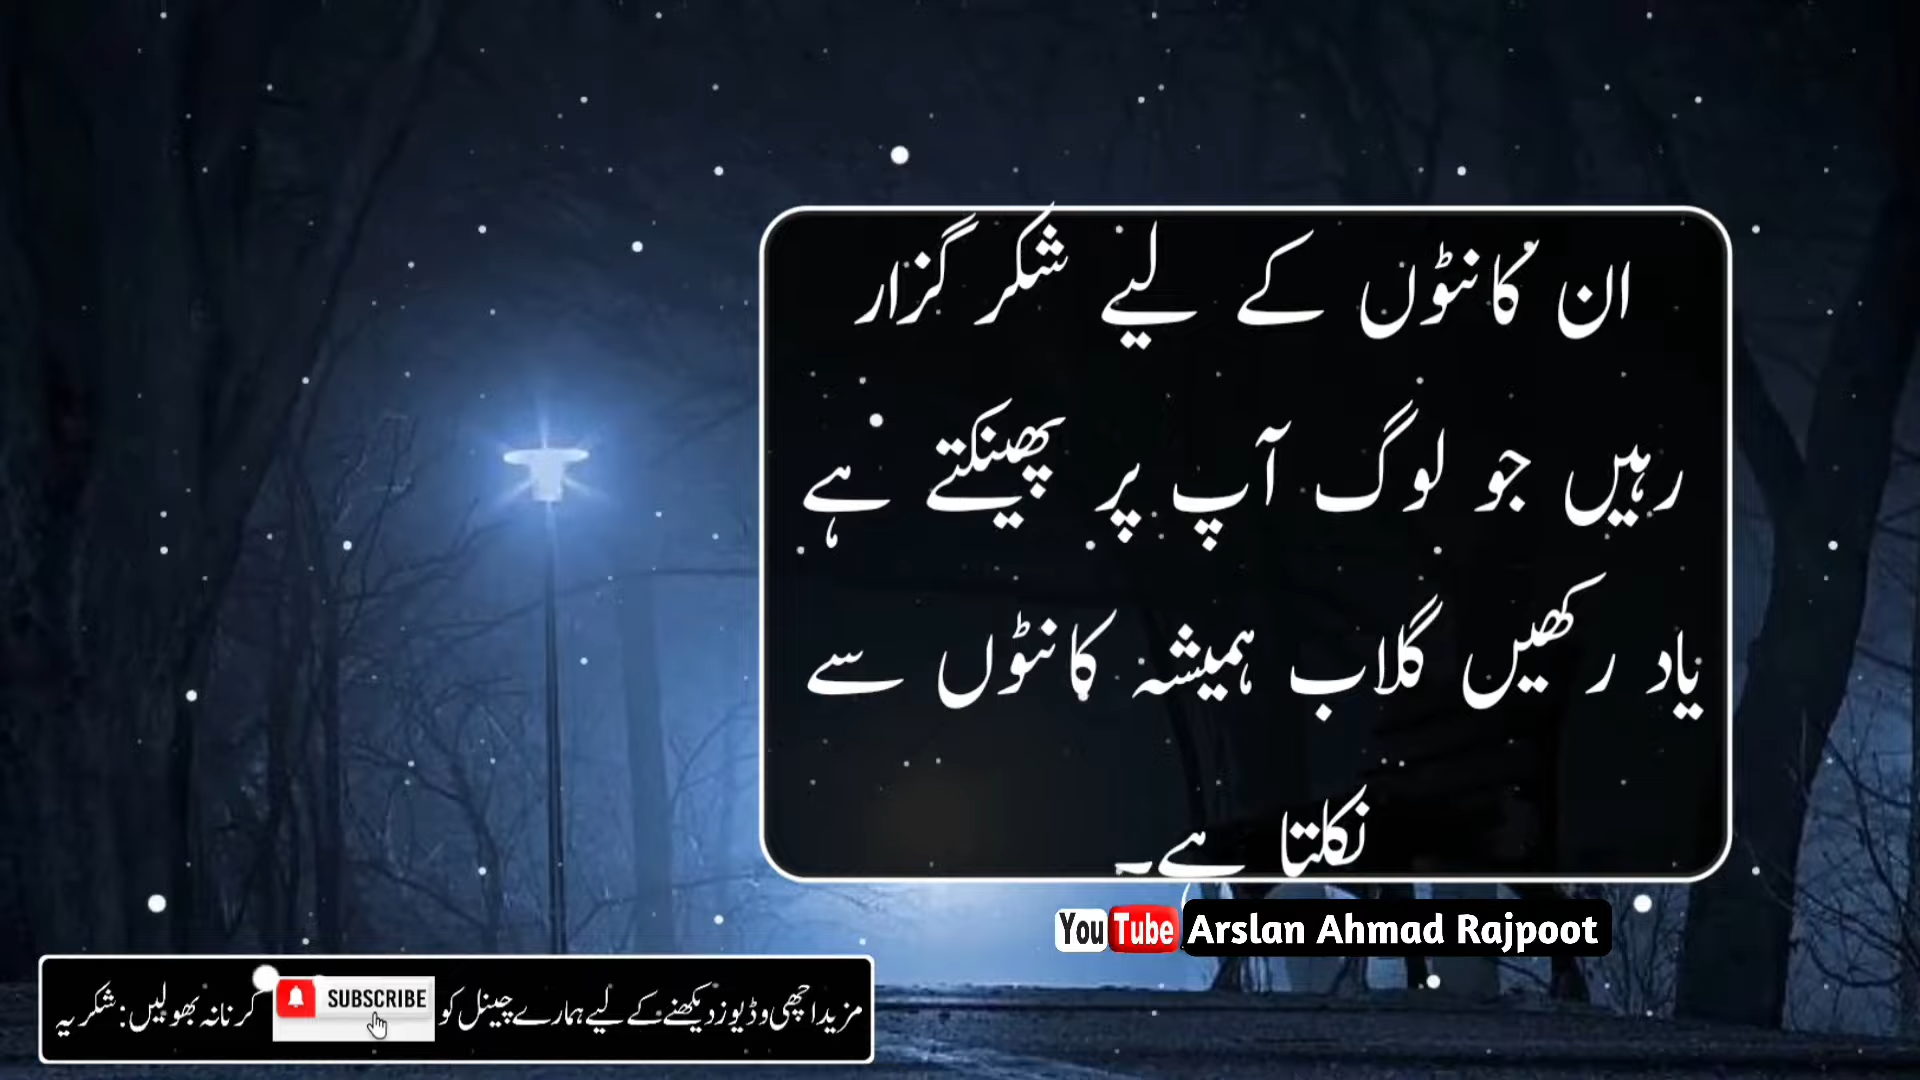 ان کانٹوں کے لیے شکر گزار
رہیں جو لوگ آپ پر پھینکتے ہے
یاد رکھیں گلاب ہمیشہ کانٹوں سے
نکلتا ہے۔
YouTube Arslan Ahmad Rajpoot
مزید اچھی وڈیوز دیکھنے کے لیے ہمارے چینل کو SUBSCRIBE کرنا نہ بھولیں: شکریہ